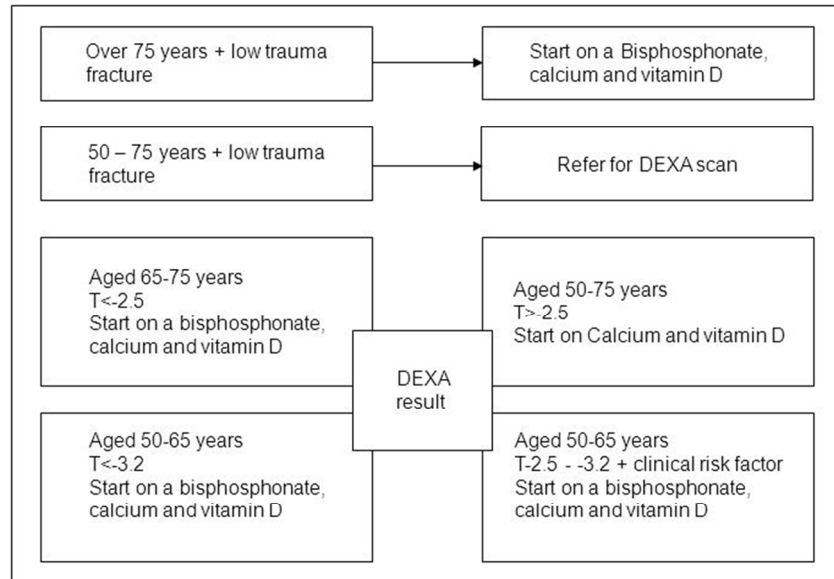 Over 75 years + low trauma
fracture
Start on a Bisphosphonate,
calcium and vitamin D
50 – 75 years + low trauma
fracture
Refer for DEXA scan
Aged 65-75 years
T<-2.5
Start on a bisphosphonate,
calcium and vitamin D
Aged 50-75 years
T>-2.5
Start on Calcium and vitamin D
DEXA
result
Aged 50-65 years
T<-3.2
Start on a bisphosphonate,
calcium and vitamin D
Aged 50-65 years
T-2.5 - -3.2 + clinical risk factor
Start on a bisphosphonate,
calcium and vitamin D